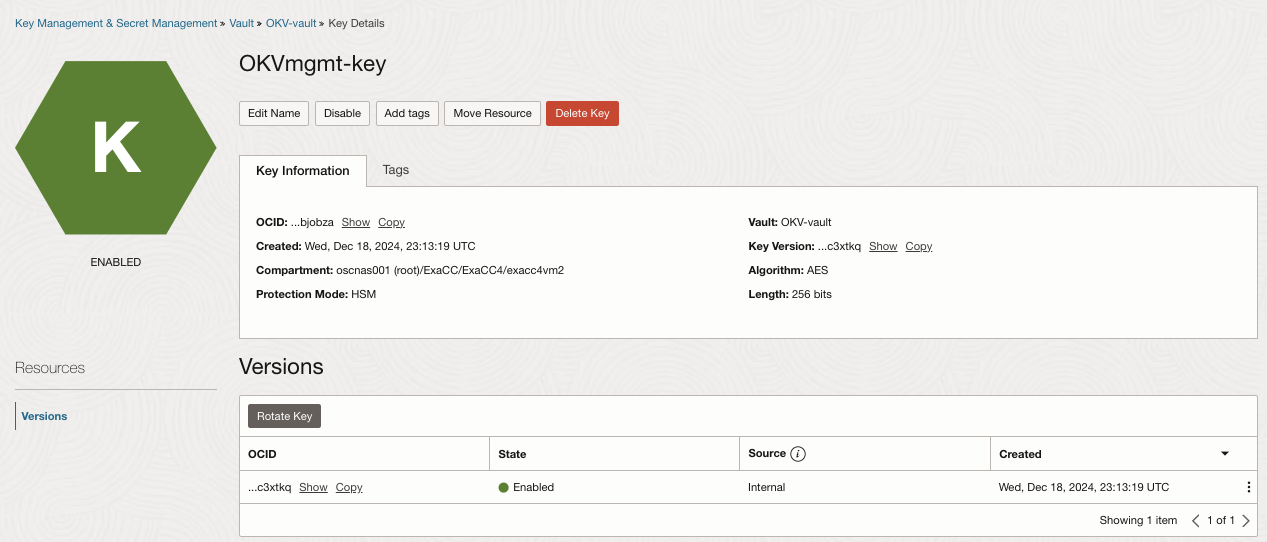 Key Management & Secret Management » Vault » OKV-vault » Key Details
K
ENABLED
OKVmgmt-key
Edit Name Disable Add tags Move Resource Delete Key
Key Information Tags
OCID: ...bjobza Show Copy
Created: Wed, Dec 18, 2024, 23:13:19 UTC
Compartment: oscnas001 (root)/ExaCC/ExaCC4/exacc4vm2
Protection Mode: HSM
Vault: OKV-vault
Key Version: ...c3xtkq Show Copy
Algorithm: AES
Length: 256 bits
Resources
Versions
Versions
Rotate Key
OCID State Source i Created
...c3xtkq Show Copy Enabled Internal Wed, Dec 18, 2024, 23:13:19 UTC
Showing 1 item 1 of 1